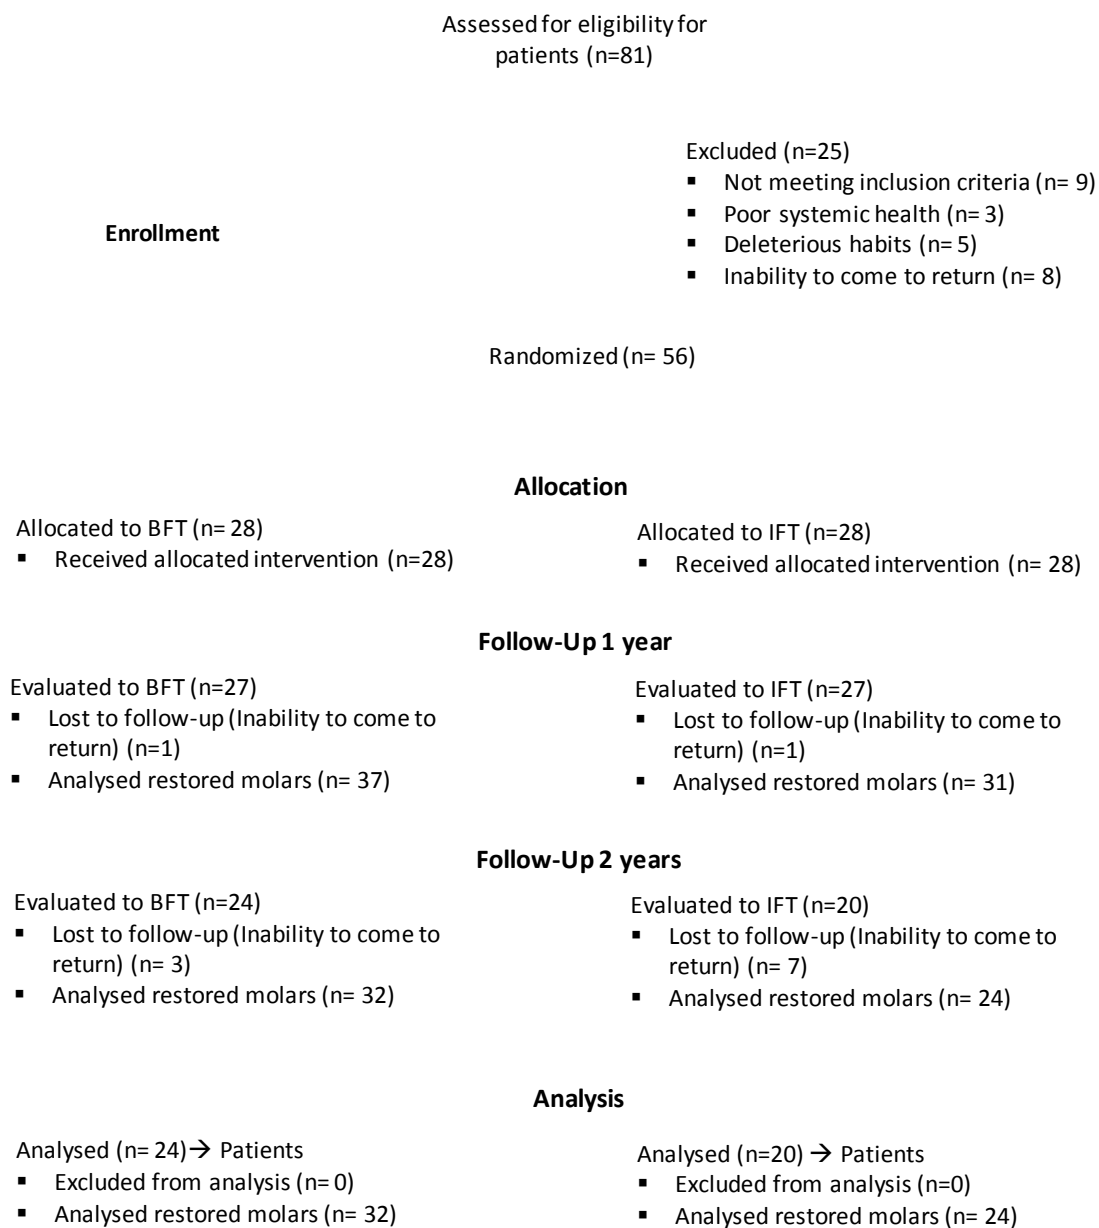 Assessed for eligibility for
patients (n=81)
Excluded (n=25)
▪ Not meeting inclusion criteria (n= 9)
▪ Poor systemic health (n= 3)
▪ Deleterious habits (n= 5)
▪ Inability to come to return (n= 8)
Enrollment
Randomized (n= 56)
Allocation
Allocated to BFT (n= 28)
▪ Received allocated intervention (n=28)
Allocated to IFT (n=28)
▪ Received allocated intervention (n= 28)
Follow-Up 1 year
Evaluated to BFT (n=27)
▪ Lost to follow-up (Inability to come to
return) (n=1)
▪ Analysed restored molars (n= 37)
Evaluated to IFT (n=27)
▪ Lost to follow-up (Inability to come to
return) (n=1)
▪ Analysed restored molars (n= 31)
Follow-Up 2 years
Evaluated to BFT (n=24)
▪ Lost to follow-up (Inability to come to
return) (n= 3)
▪ Analysed restored molars (n= 32)
Evaluated to IFT (n=20)
▪ Lost to follow-up (Inability to come to
return) (n= 7)
▪ Analysed restored molars (n= 24)
Analysis
Analysed (n= 24)→ Patients
▪ Excluded from analysis (n= 0)
▪ Analysed restored molars (n= 32)
Analysed (n=20) → Patients
▪ Excluded from analysis (n=0)
▪ Analysed restored molars (n= 24)